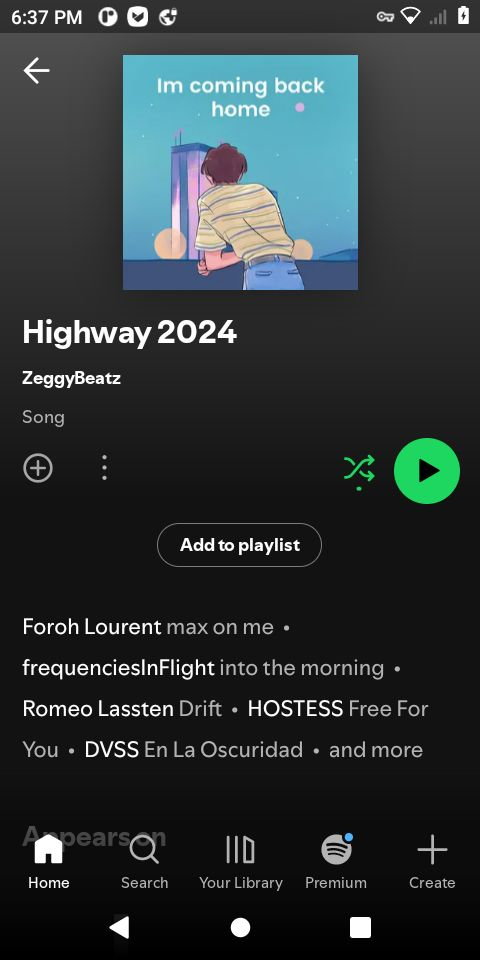 6:37 PM
Im coming back
home
Highway 2024
ZeggyBeatz
Song
Add to playlist
Foroh Lourent max on me •
frequenciesInFlight into the morning •
Romeo Lassten Drift • HOSTESS Free For
You • DVSS En La Oscuridad • and more
Appears on
Home Search Your Library Premium Create